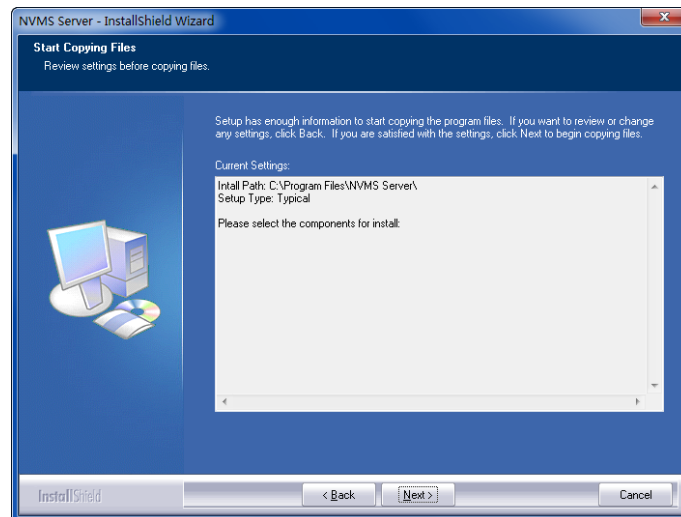 NVMS Server - InstallShield Wizard
Start Copying Files
Review settings before copying files.
Setup has enough information to start copying the program files. If you want to review or change
any settings, click Back. If you are satisfied with the settings, click Next to begin copying files.
Current Settings:
Intall Path: C:\Program Files\NVMS Server\
Setup Type: Typical
Please select the components for install:
InstallShield
< Back
Next >
Cancel